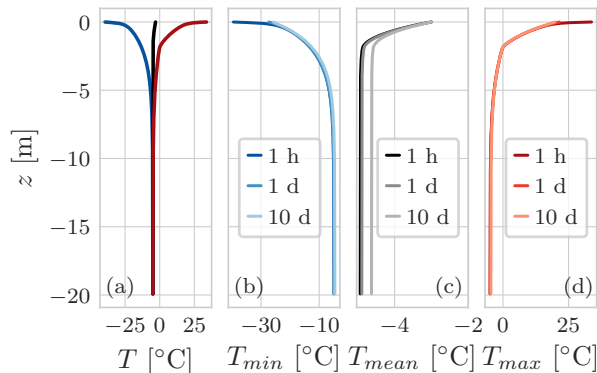 0
−5
−10
−15
−20
z [m]
(a)
(b)
(c)
(d)
1 h
1 d
10 d
1 h
1 d
10 d
1 h
1 d
10 d
−25 0 25
−30 −10
−4 −2
0 25
T [°C]
T_min [°C]
T_mean [°C]
T_max [°C]